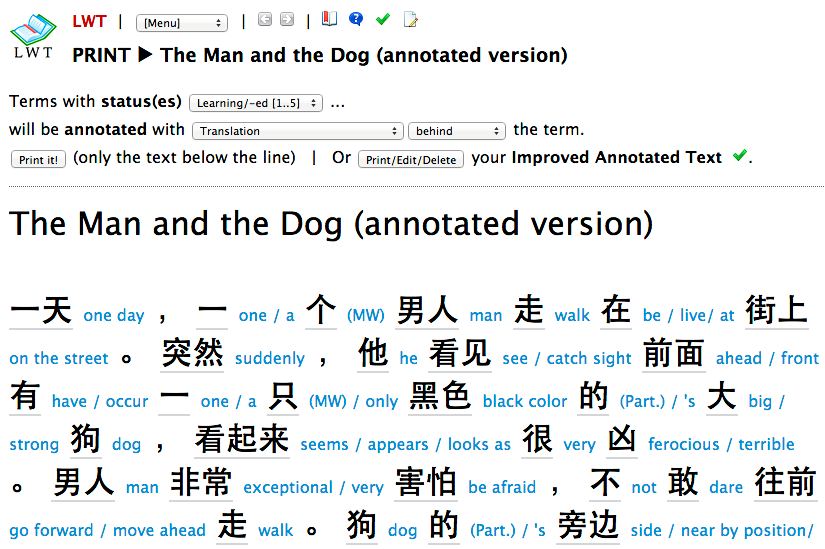 LWT | [Menu] | |
LWT
PRINT ▶ The Man and the Dog (annotated version)
Terms with status(es) Learning/-ed [1..5] ...
will be annotated with Translation behind the term.
Print it! (only the text below the line) | Or Print/Edit/Delete your Improved Annotated Text ✔.
The Man and the Dog (annotated version)
一天 one day ， 一 one / a 个 (MW) 男人 man 走 walk 在 be / live/ at 街上
on the street 。 突然 suddenly ， 他 he 看见 see / catch sight 前面 ahead / front
有 have / occur 一 one / a 只 (MW) / only 黑色 black color 的 (Part.) / 's 大 big /
strong 狗 dog ， 看起来 seems / appears / looks as 很 very 凶 ferocious / terrible
。 男人 man 非常 exceptional / very 害怕 be afraid ， 不 not 敢 dare 往前
go forward / move ahead 走 walk 。 狗 dog 的 (Part.) / 's 旁边 side / near by position/